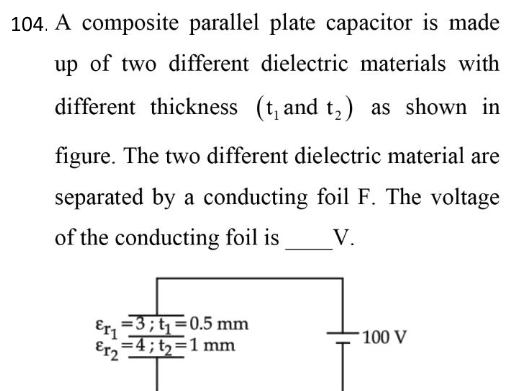 104. A composite parallel plate capacitor is made
up of two different dielectric materials with
different thickness (t₁ and t₂) as shown in
figure. The two different dielectric material are
separated by a conducting foil F. The voltage
of the conducting foil is ____V.
εr₁ =3 ; t₁ =0.5 mm
εr₂ =4 ; t₂=1 mm
100 V